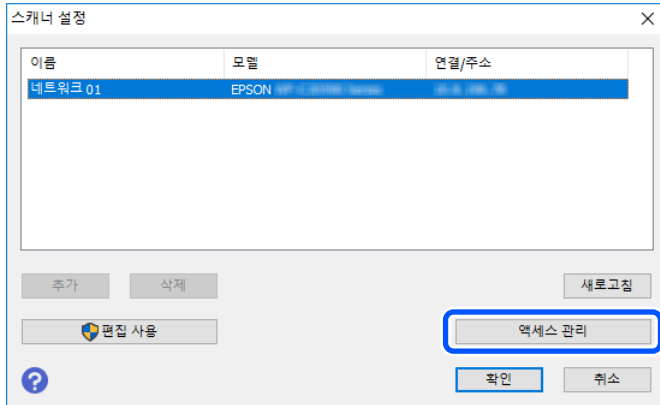 스캐너 설정
이름 모델 연결/주소
네트워크 01 EPSON
추가 삭제 새로고침
편집 사용 액세스 관리
확인 취소